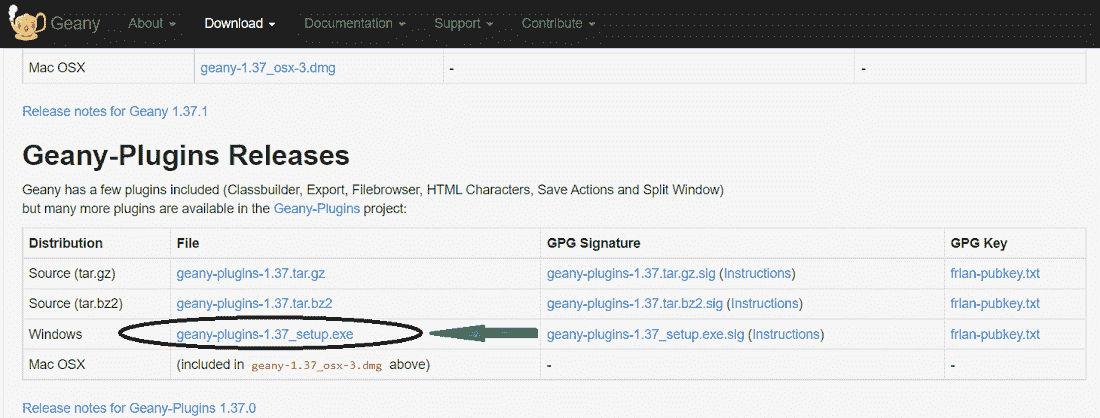 Geany About Download Documentation Support Contribute
Mac OSX geany-1.37_osx-3.dmg - -
Release notes for Geany 1.37.1
Geany-Plugins Releases
Geany has a few plugins included (Classbuilder, Export, Filebrowser, HTML Characters, Save Actions and Split Window)
but many more plugins are available in the Geany-Plugins project:
Distribution File GPG Signature GPG Key
Source (tar.gz) geany-plugins-1.37.tar.gz geany-plugins-1.37.tar.gz.sig (Instructions) frlan-pubkey.txt
Source (tar.bz2) geany-plugins-1.37.tar.bz2 geany-plugins-1.37.tar.bz2.sig (Instructions) frlan-pubkey.txt
Windows geany-plugins-1.37_setup.exe geany-plugins-1.37_setup.exe.sig (Instructions) frlan-pubkey.txt
Mac OSX (included in geany-1.37_osx-3.dmg above) - -
Release notes for Geany-Plugins 1.37.0